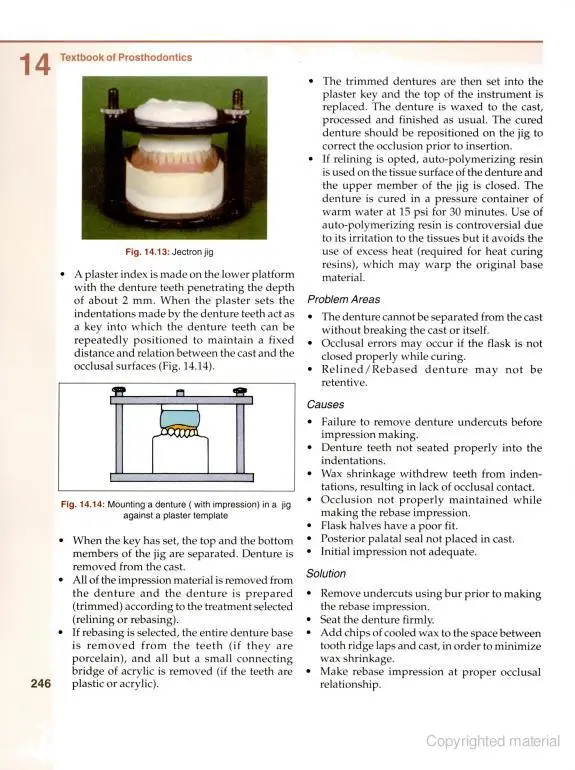 14
Textbook of Prosthodontics
Fig. 14.13: Jectron jig
• A plaster index is made on the lower platform
with the denture teeth penetrating the depth
of about 2 mm. When the plaster sets the
indentations made by the denture teeth act as
a key into which the denture teeth can be
repeatedly positioned to maintain a fixed
distance and relation between the cast and the
occlusal surfaces (Fig. 14.14).
Fig. 14.14: Mounting a denture ( with impression) in a jig
against a plaster template
• When the key has set, the top and the bottom
members of the jig are separated. Denture is
removed from the cast.
• All of the impression material is removed from
the denture and the denture is prepared
(trimmed) according to the treatment selected
(relining or rebasing).
• If rebasing is selected, the entire denture base
is removed from the teeth (if they are
porcelain), and all but a small connecting
bridge of acrylic is removed (if the teeth are
plastic or acrylic).
246
• The trimmed dentures are then set into the
plaster key and the top of the instrument is
replaced. The denture is waxed to the cast,
processed and finished as usual. The cured
denture should be repositioned on the jig to
correct the occlusion prior to insertion.
• If relining is opted, auto-polymerizing resin
is used on the tissue surface of the denture and
the upper member of the jig is closed. The
denture is cured in a pressure container of
warm water at 15 psi for 30 minutes. Use of
auto-polymerizing resin is controversial due
to its irritation to the tissues but it avoids the
use of excess heat (required for heat curing
resins), which may warp the original base
material.
Problem Areas
• The denture cannot be separated from the cast
without breaking the cast or itself.
• Occlusal errors may occur if the flask is not
closed properly while curing.
• Relined/Rebased denture may not be
retentive.
Causes
• Failure to remove denture undercuts before
impression making.
• Denture teeth not seated properly into the
indentations.
• Wax shrinkage withdrew teeth from inden-
tations, resulting in lack of occlusal contact.
• Occlusion not properly maintained while
making the rebase impression.
• Flask halves have a poor fit.
• Posterior palatal seal not placed in cast.
• Initial impression not adequate.
Solution
• Remove undercuts using bur prior to making
the rebase impression.
• Seat the denture firmly.
• Add chips of cooled wax to the space between
tooth ridge laps and cast, in order to minimize
wax shrinkage.
• Make rebase impression at proper occlusal
relationship.
Copyrighted material